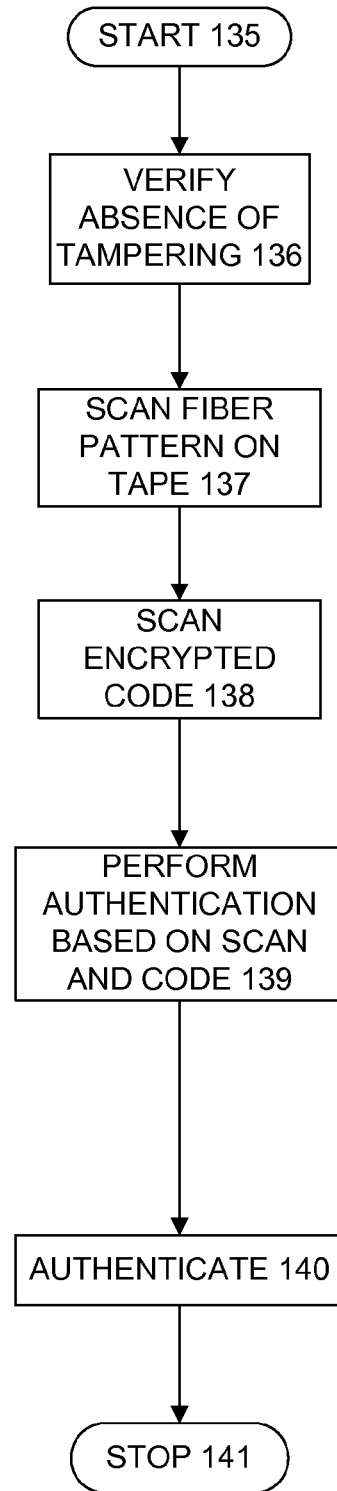 START 135
VERIFY
ABSENCE OF
TAMPERING 136
SCAN FIBER
PATTERN ON
TAPE 137
SCAN
ENCRYPTED
CODE 138
PERFORM
AUTHENTICATION
BASED ON SCAN
AND CODE 139
AUTHENTICATE 140
STOP 141